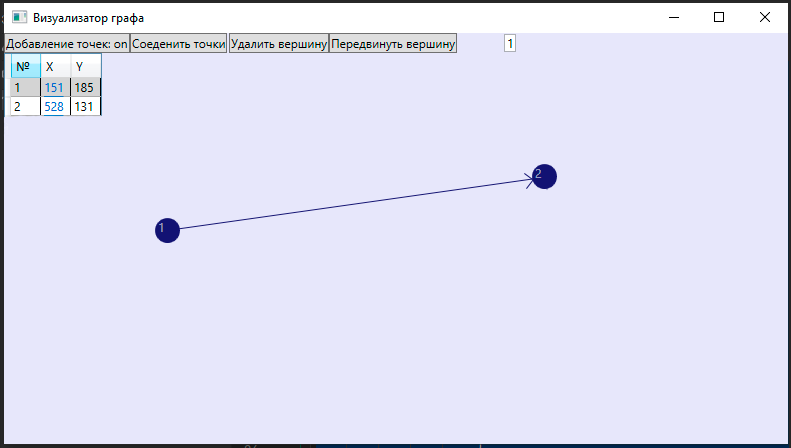 Визуализатор графа
Добавление точек: on Соеденить точки Удалить вершину Передвинуть вершину 1
№ X Y
1 151 185
2 528 131
2
1